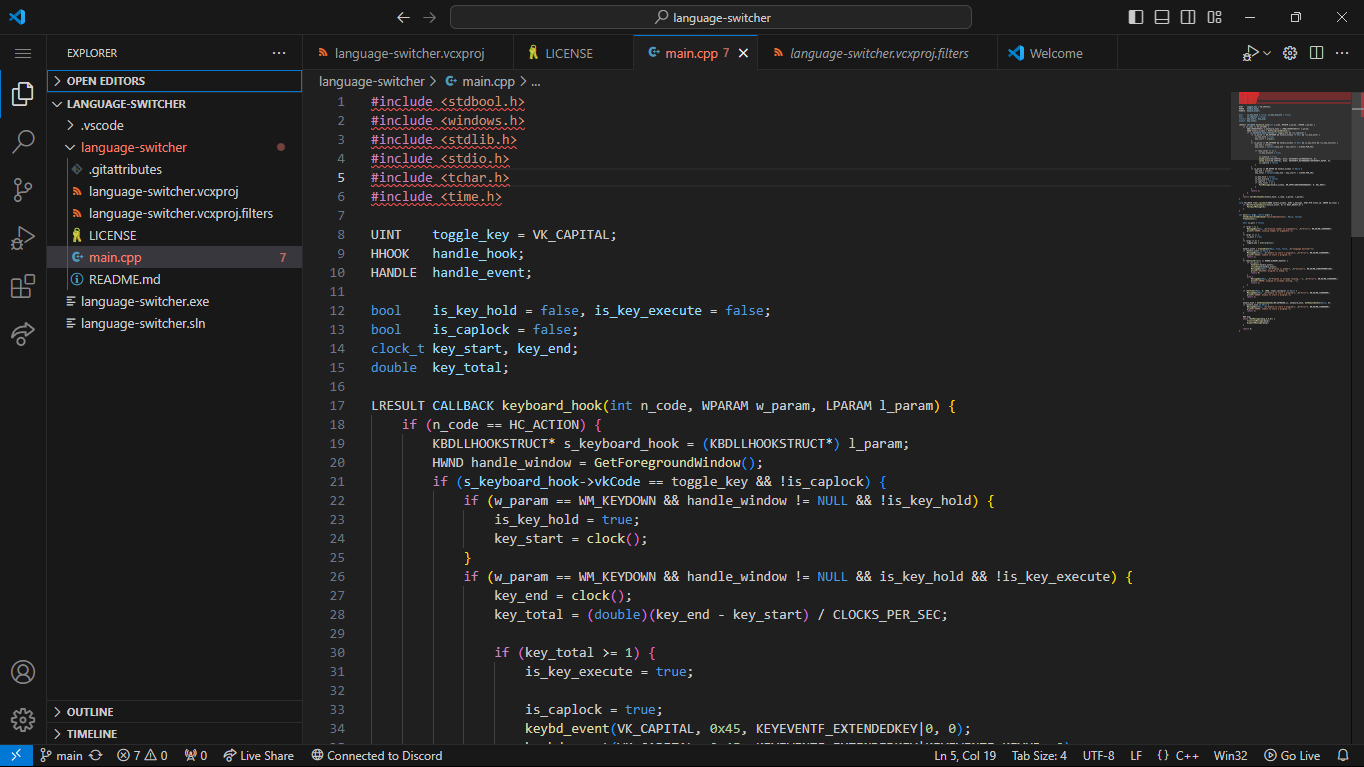 language-switcher
EXPLORER
OPEN EDITORS
LANGUAGE-SWITCHER
.vscode
language-switcher
.gitattributes
language-switcher.vcxproj
language-switcher.vcxproj.filters
LICENSE
main.cpp 7
README.md
language-switcher.exe
language-switcher.sln
OUTLINE
TIMELINE
language-switcher.vcxproj LICENSE main.cpp 7 language-switcher.vcxproj.filters Welcome
language-switcher > main.cpp > ...
1 #include <stdbool.h>
2 #include <windows.h>
3 #include <stdlib.h>
4 #include <stdio.h>
5 #include <tchar.h>
6 #include <time.h>
7
8 UINT    toggle_key = VK_CAPITAL;
9 HHOOK   handle_hook;
10 HANDLE  handle_event;
11
12 bool    is_key_hold = false, is_key_execute = false;
13 bool    is_caplock = false;
14 clock_t key_start, key_end;
15 double  key_total;
16
17 LRESULT CALLBACK keyboard_hook(int n_code, WPARAM w_param, LPARAM l_param) {
18     if (n_code == HC_ACTION) {
19         KBDLLHOOKSTRUCT* s_keyboard_hook = (KBDLLHOOKSTRUCT*) l_param;
20         HWND handle_window = GetForegroundWindow();
21         if (s_keyboard_hook->vkCode == toggle_key && !is_caplock) {
22             if (w_param == WM_KEYDOWN && handle_window != NULL && !is_key_hold) {
23                 is_key_hold = true;
24                 key_start = clock();
25             }
26             if (w_param == WM_KEYDOWN && handle_window != NULL && is_key_hold && !is_key_execute) {
27                 key_end = clock();
28                 key_total = (double)(key_end - key_start) / CLOCKS_PER_SEC;
29
30                 if (key_total >= 1) {
31                     is_key_execute = true;
32
33                     is_caplock = true;
34                     keybd_event(VK_CAPITAL, 0x45, KEYEVENTF_EXTENDEDKEY|0, 0);
main 7 0 0 Live Share Connected to Discord Ln 5, Col 19 Tab Size: 4 UTF-8 LF {} C++ Win32 Go Live